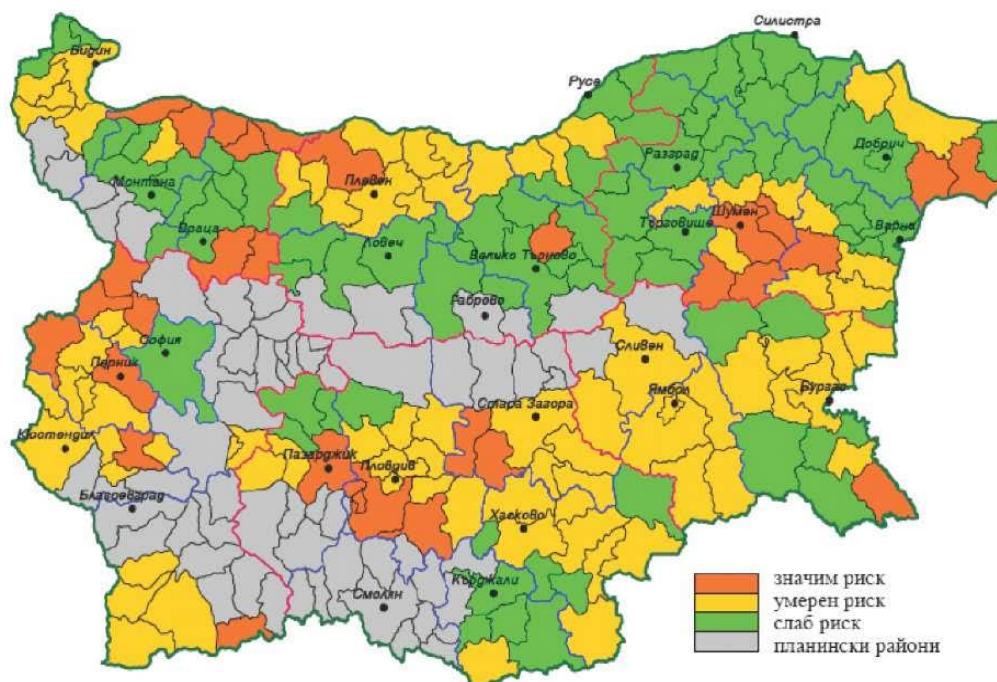 Силистра
Видин
Русе
Добрич
Разград
Монтана
Плевен
Шумен
Търговище
Варна
Враца
Ловеч
Велико Търново
Габрово
София
Сливен
Перник
Ямбол
Бургас
Стара Загора
Кюстендил
Пазарджик
Пловдив
Благоевград
Хасково
Кърджали
Смолян
значим риск
умерен риск
слаб риск
планински райони